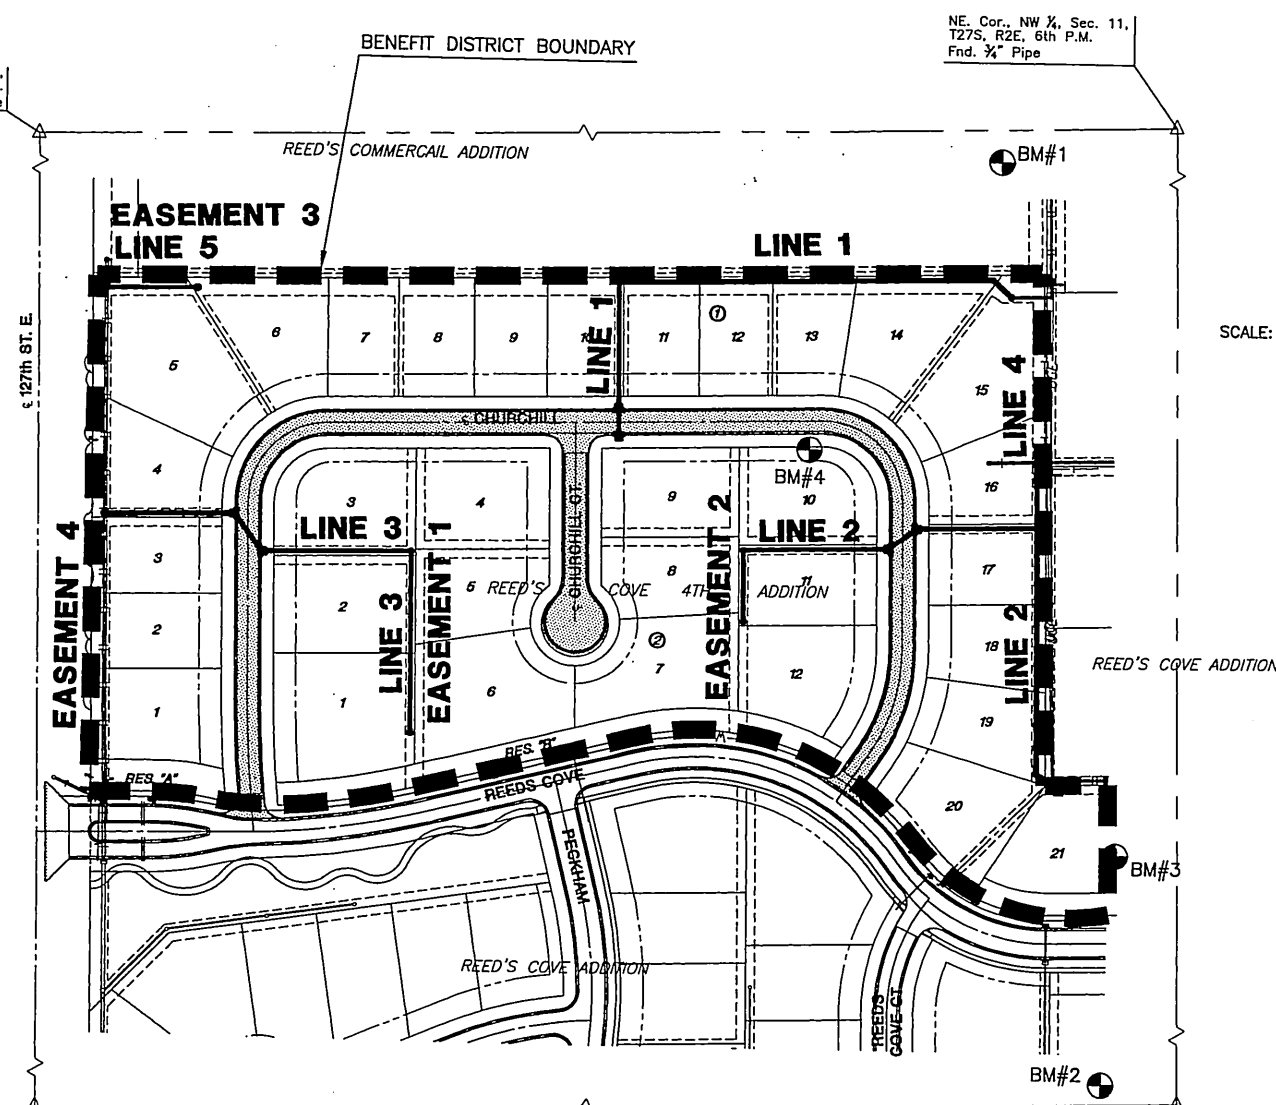 NE. Cor., NW ¼, Sec. 11,
T27S, R2E, 6th P.M.
Fnd. ¾" Pipe
BENEFIT DISTRICT BOUNDARY
REED'S COMMERCAIL ADDITION
BM#1
EASEMENT 3
LINE 5
LINE 1
LINE 1
℄ 127th ST. E.
SCALE:
6
7
8
9
10
11
①
12
13
14
5
15
LINE 4
℄ CHURCHILL
BM#4
4
3
4
9
10
16
℄ CHURCHILL CT.
LINE 3
EASEMENT 1
EASEMENT 2
LINE 2
EASEMENT 4
3
2
5
8
11
17
REED'S COVE 4TH ADDITION
LINE 3
2
②
18
LINE 2
REED'S COVE ADDITION
1
1
6
7
12
19
RES. "A"
RES. "B"
REEDS COVE
20
21
BM#3
PECKHAM
REED'S COVE ADDITION
REEDS
COVE CT.
BM#2